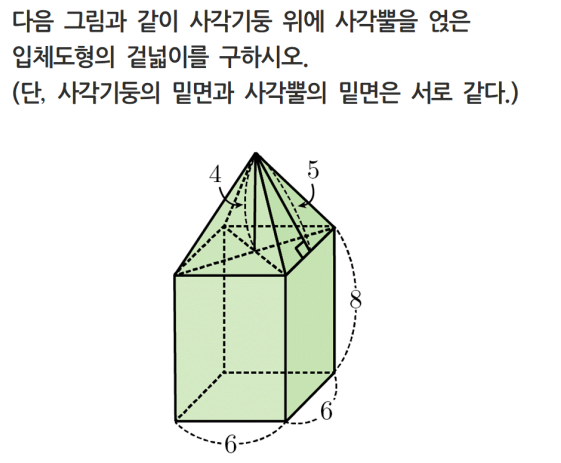 다음 그림과 같이 사각기둥 위에 사각뿔을 얹은
입체도형의 겉넓이를 구하시오.
(단, 사각기둥의 밑면과 사각뿔의 밑면은 서로 같다.)
4
5
8
6
6